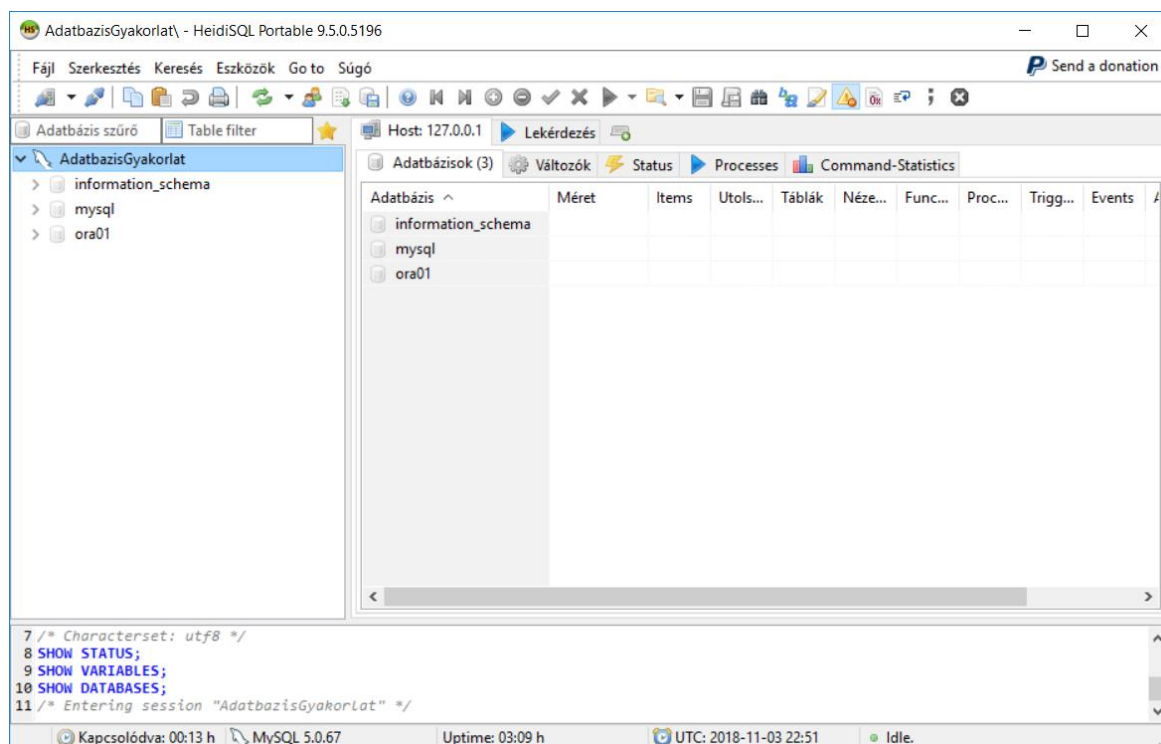 AdatbazisGyakorlat\ - HeidiSQL Portable 9.5.0.5196
Fájl Szerkesztés Keresés Eszközök Go to Súgó
Send a donation
Adatbázis szűrő Table filter
Host: 127.0.0.1 Lekérdezés
AdatbazisGyakorlat
information_schema
mysql
ora01
Adatbázisok (3) Változók Status Processes Command-Statistics
Adatbázis Méret Items Utols... Táblák Néze... Func... Proc... Trigg... Events
information_schema
mysql
ora01
7 /* Characterset: utf8 */
8 SHOW STATUS;
9 SHOW VARIABLES;
10 SHOW DATABASES;
11 /* Entering session "AdatbazisGyakorlat" */
Kapcsolódva: 00:13 h MySQL 5.0.67 Uptime: 03:09 h UTC: 2018-11-03 22:51 Idle.